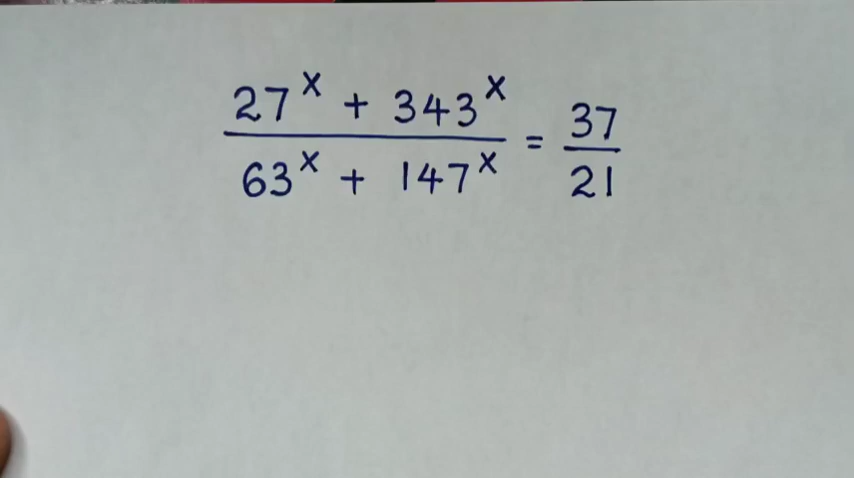 27^x + 343^x / 63^x + 147^x = 37/21